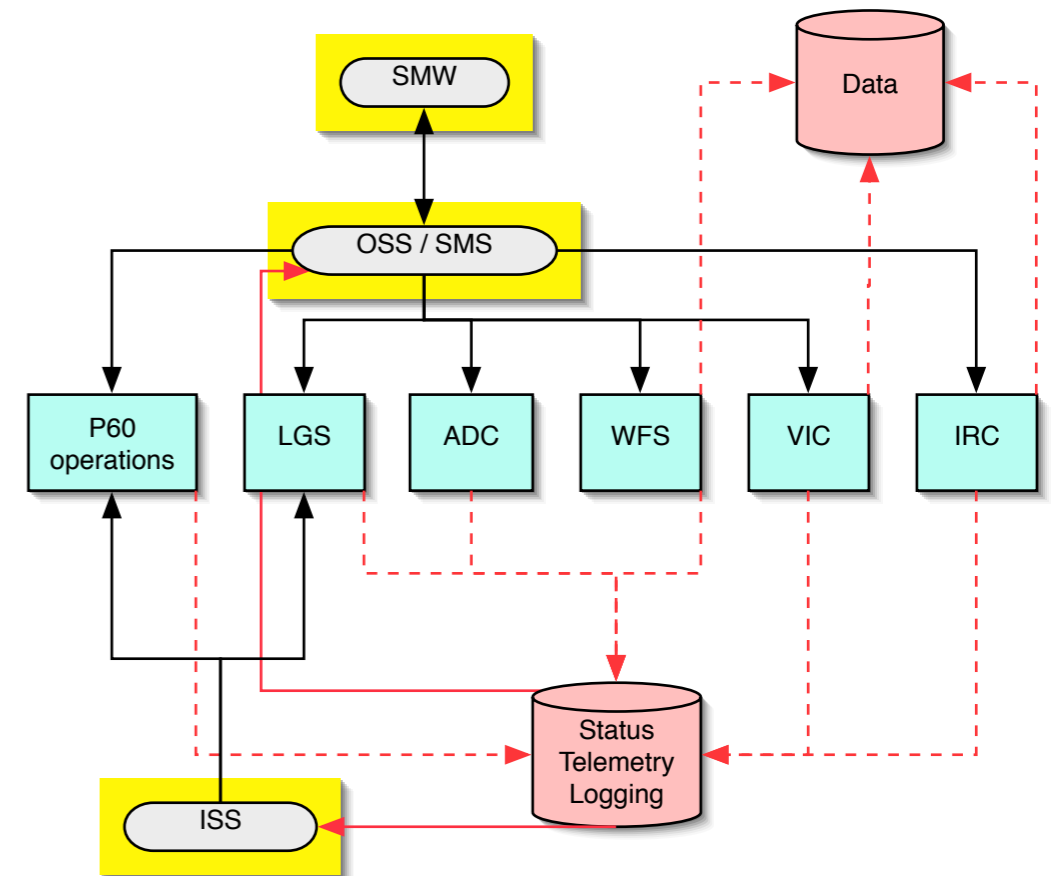 SMW
Data
OSS / SMS
P60
operations
LGS
ADC
WFS
VIC
IRC
Status
Telemetry
Logging
ISS